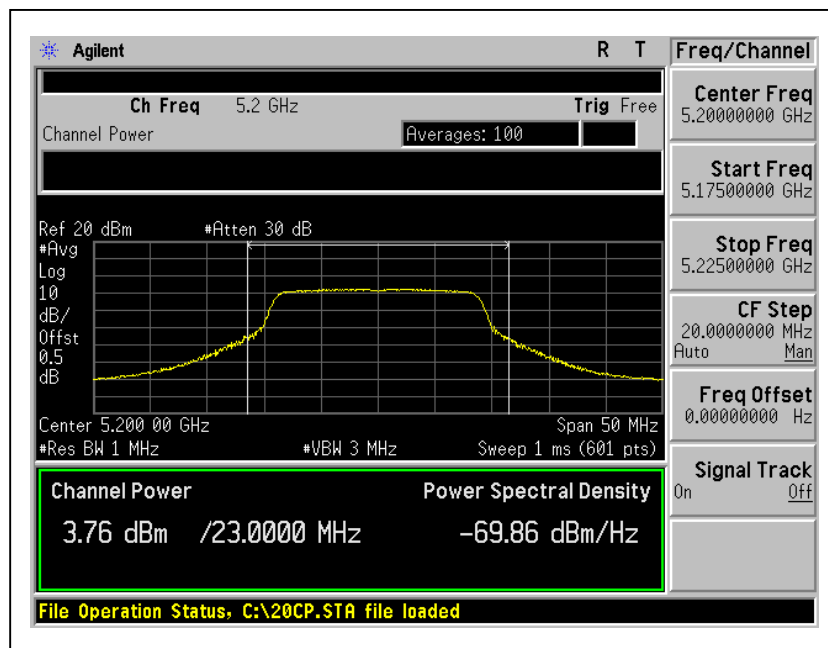 Agilent R T Freq/Channel
Ch Freq 5.2 GHz Trig Free
Channel Power Averages: 100
Center Freq
5.20000000 GHz
Start Freq
5.17500000 GHz
Stop Freq
5.22500000 GHz
CF Step
20.0000000 MHz
Auto Man
Freq Offset
0.00000000 Hz
Signal Track
On Off
Ref 20 dBm #Atten 30 dB
#Avg
Log
10
dB/
Offst
0.5
dB
Center 5.200 00 GHz Span 50 MHz
#Res BW 1 MHz #VBW 3 MHz Sweep 1 ms (601 pts)
Channel Power Power Spectral Density
3.76 dBm /23.0000 MHz -69.86 dBm/Hz
File Operation Status, C:\20CP.STA file loaded